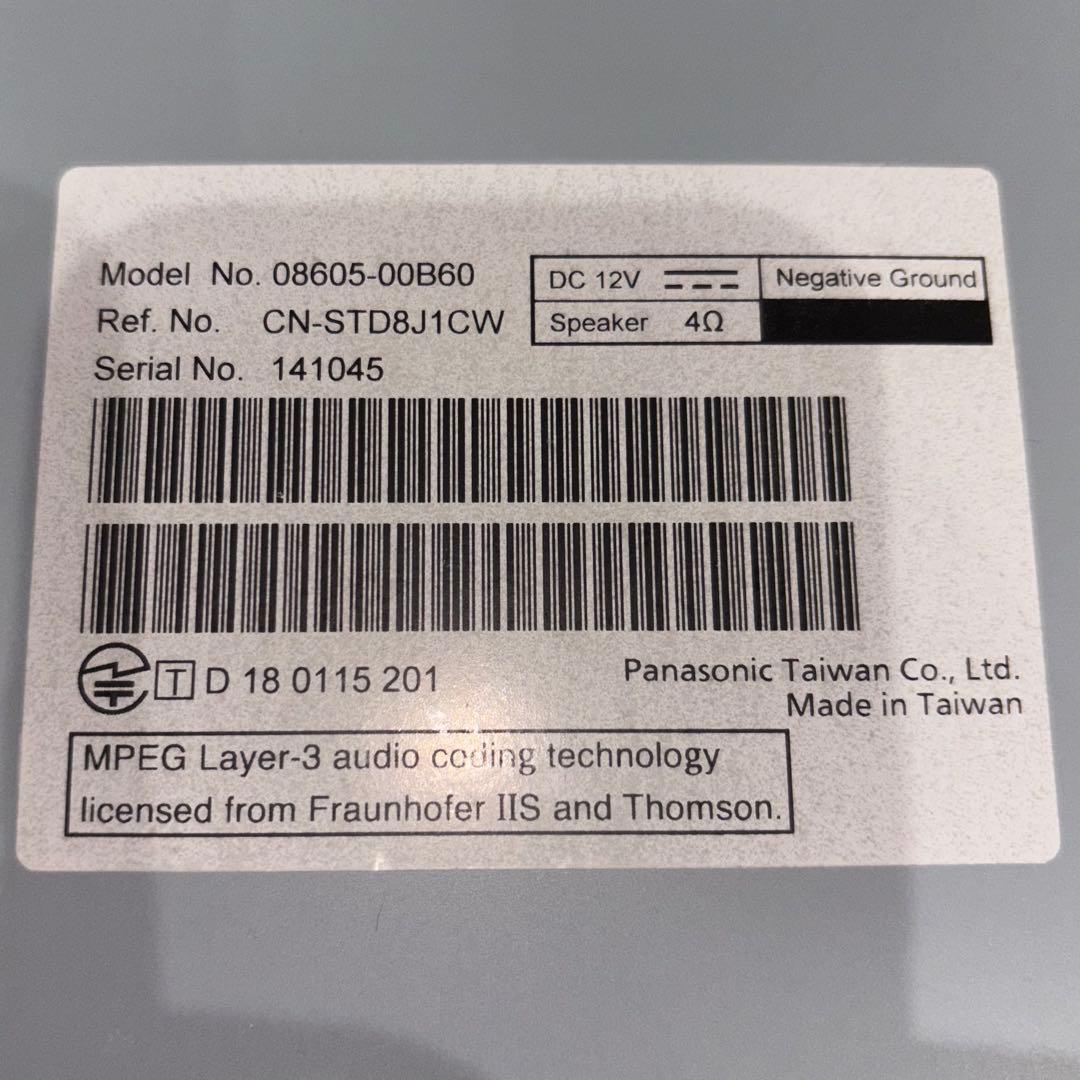 Model No. 08605-00B60
Ref. No. CN-STD8J1CW
Serial No. 141045
DC 12V Negative Ground
Speaker 4Ω
T D 18 0115 201
Panasonic Taiwan Co., Ltd.
Made in Taiwan
MPEG Layer-3 audio coding technology
licensed from Fraunhofer IIS and Thomson.